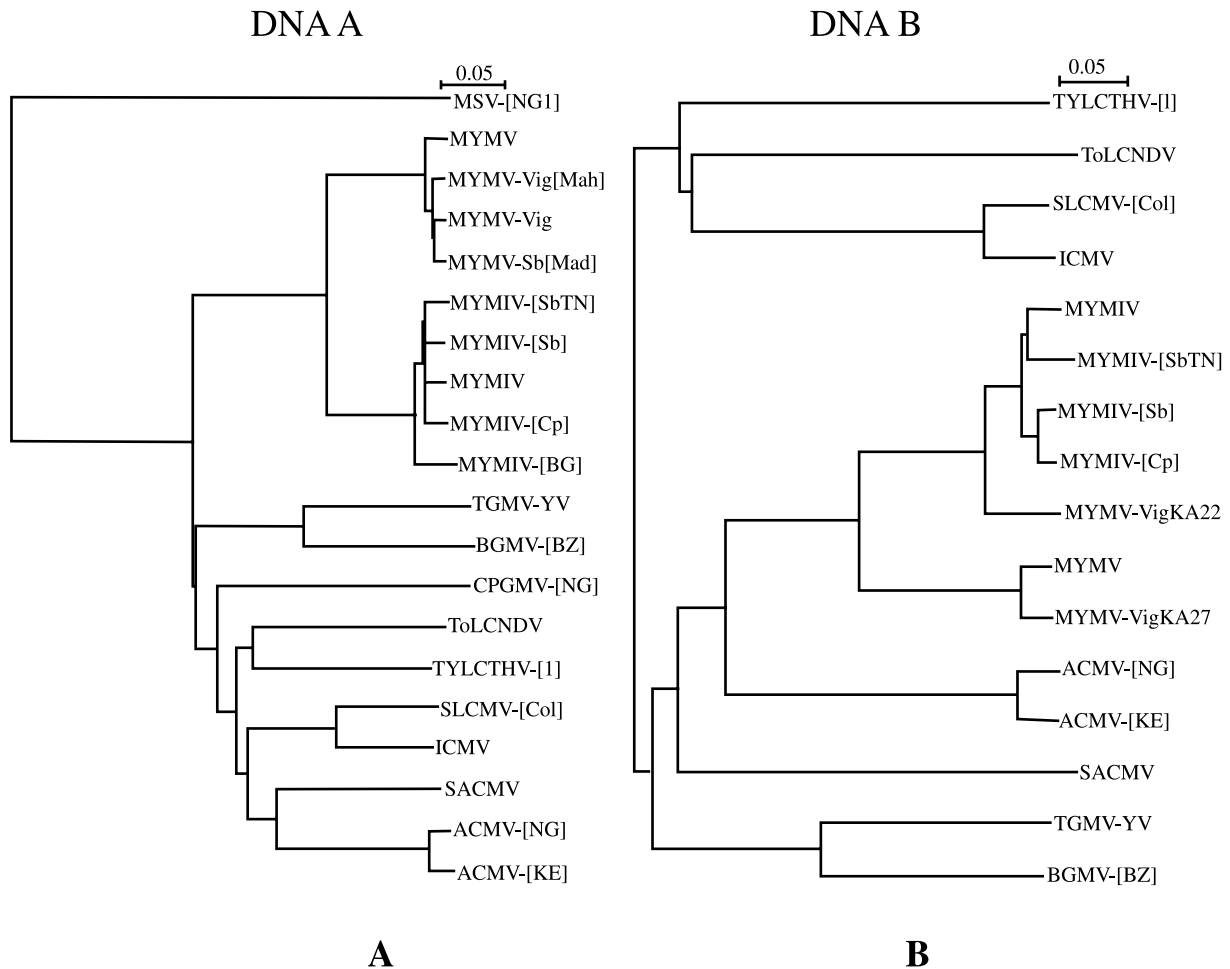 DNA A
0.05
MSV-[NG1]
MYMV
MYMV-Vig[Mah]
MYMV-Vig
MYMV-Sb[Mad]
MYMIV-[SbTN]
MYMIV-[Sb]
MYMIV
MYMIV-[Cp]
MYMIV-[BG]
TGMV-YV
BGMV-[BZ]
CPGMV-[NG]
ToLCNDV
TYLCTHV-[1]
SLCMV-[Col]
ICMV
SACMV
ACMV-[NG]
ACMV-[KE]
A
DNA B
0.05
TYLCTHV-[l]
ToLCNDV
SLCMV-[Col]
ICMV
MYMIV
MYMIV-[SbTN]
MYMIV-[Sb]
MYMIV-[Cp]
MYMV-VigKA22
MYMV
MYMV-VigKA27
ACMV-[NG]
ACMV-[KE]
SACMV
TGMV-YV
BGMV-[BZ]
B